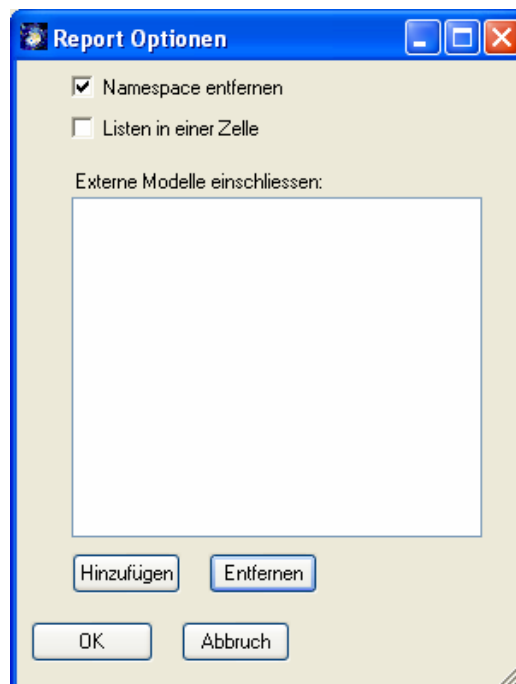 Report Optionen
Namespace entfernen
Listen in einer Zelle
Externe Modelle einschliessen:
Hinzufügen Entfernen
OK Abbruch